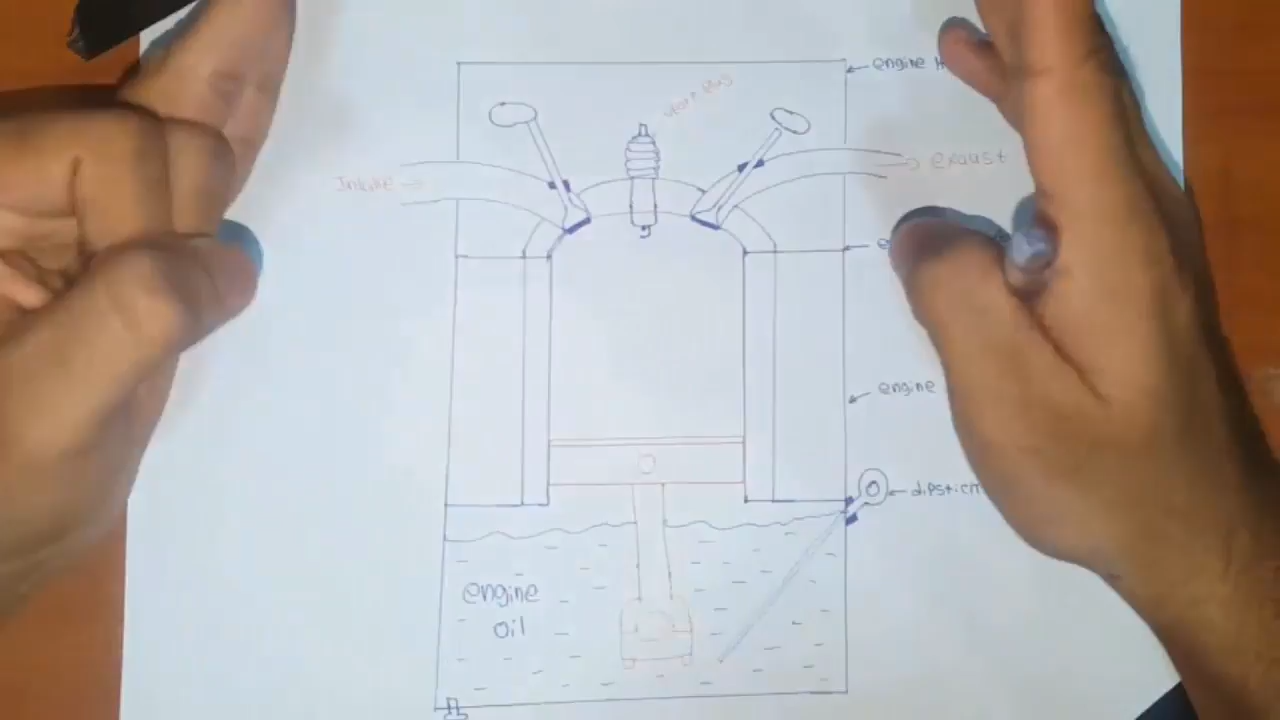 engine
spark plug
Intake
exaust
engine
dipstick
engine
oil